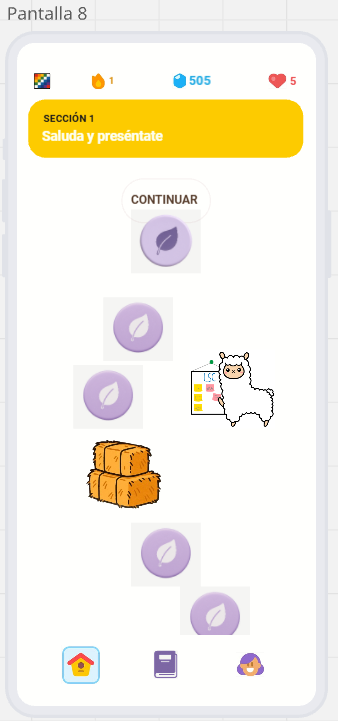 Pantalla 8
1
505
5
SECCIÓN 1
Saluda y preséntate
CONTINUAR